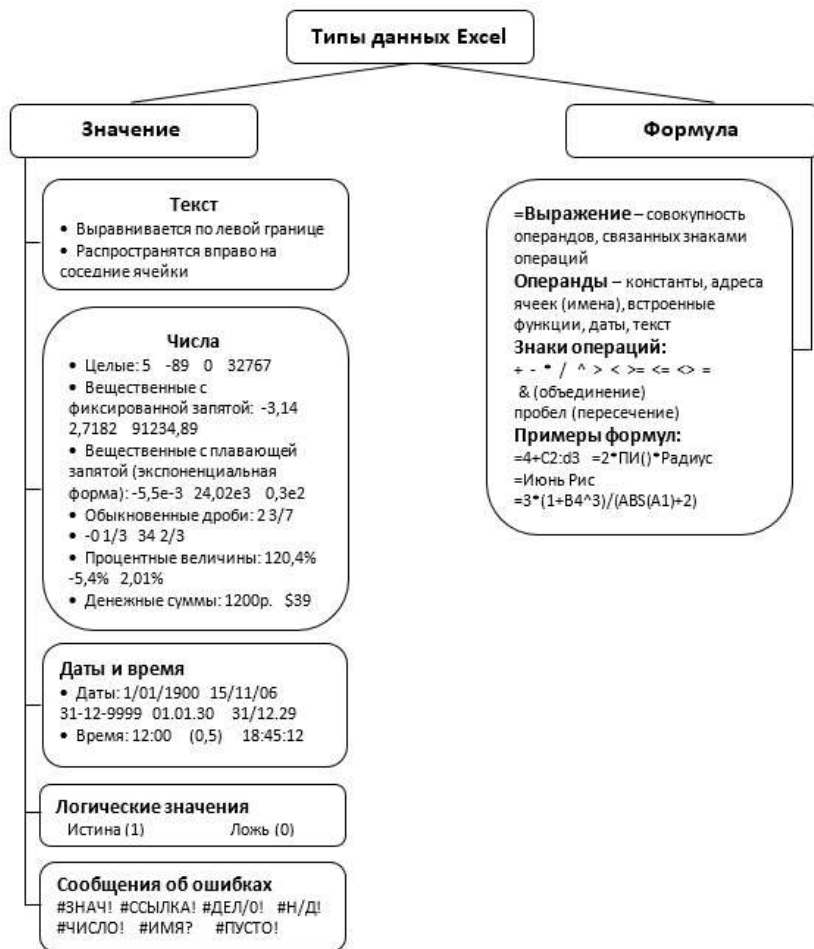 Типы данных Excel
Значение
Формула
Текст
• Выравнивается по левой границе
• Распространятся вправо на
соседние ячейки
Числа
• Целые: 5 -89 0 32767
• Вещественные с
фиксированной запятой: -3,14
2,7182 91234,89
• Вещественные с плавающей
запятой (экспоненциальная
форма): -5,5e-3 24,02e3 0,3e2
• Обыкновенные дроби: 2 3/7
• -0 1/3 34 2/3
• Процентные величины: 120,4%
-5,4% 2,01%
• Денежные суммы: 1200р. $39
Даты и время
• Даты: 1/01/1900 15/11/06
31-12-9999 01.01.30 31/12.29
• Время: 12:00 (0,5) 18:45:12
Логические значения
Истина (1) Ложь (0)
Сообщения об ошибках
#ЗНАЧ! #ССЫЛКА! #ДЕЛ/0! #Н/Д!
#ЧИСЛО! #ИМЯ? #ПУСТО!
=Выражение – совокупность
операндов, связанных знаками
операций
Операнды – константы, адреса
ячеек (имена), встроенные
функции, даты, текст
Знаки операций:
+ - * / ^ > < >= <= <> =
& (объединение)
пробел (пересечение)
Примеры формул:
=4+C2:d3 =2*ПИ()*Радиус
=Июнь Рис
=3*(1+B4^3)/(ABS(A1)+2)